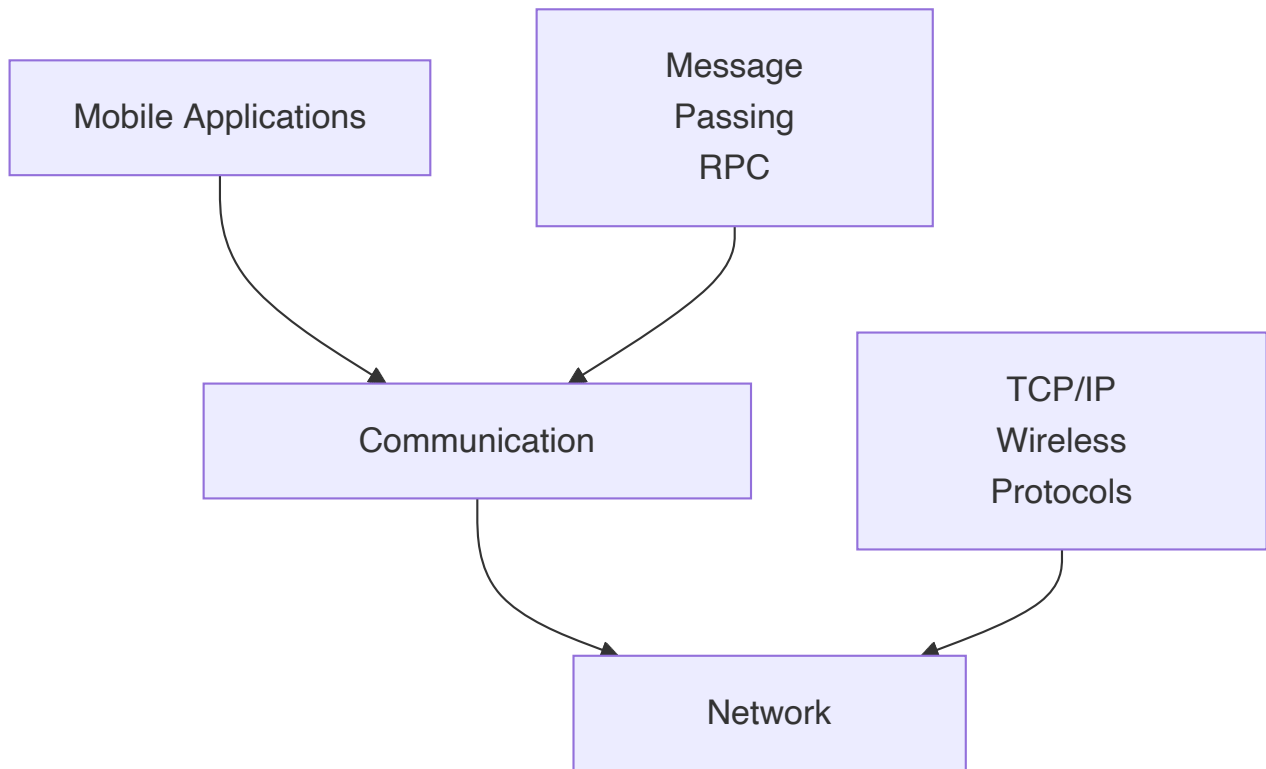 Mobile Applications
Message
Passing
RPC
Communication
TCP/IP
Wireless
Protocols
Network